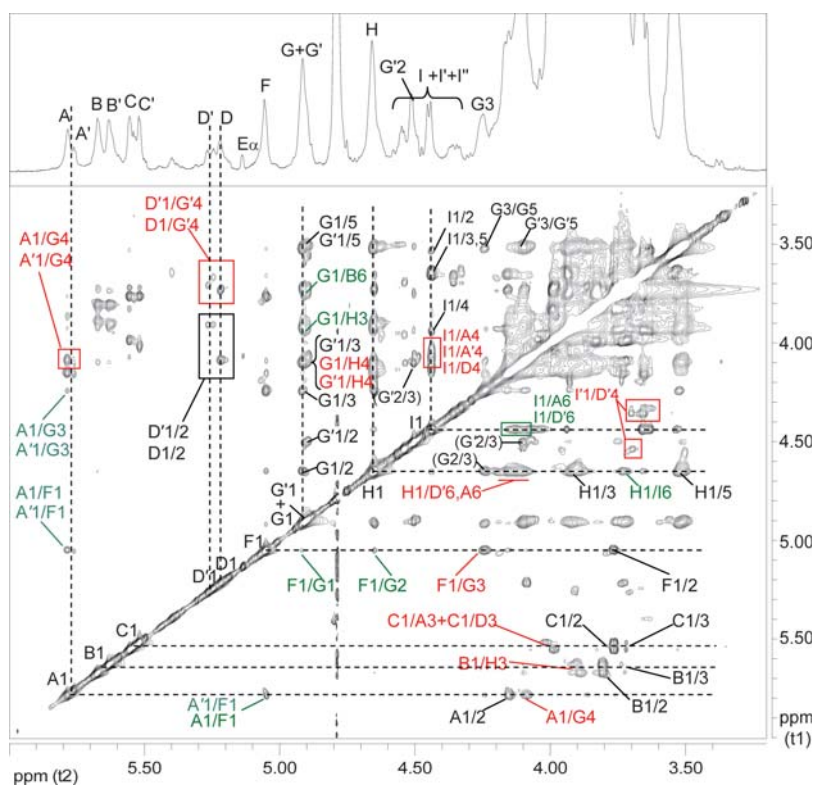 A
A'
B
B'
C
C'
D'
D
Eα
F
G+G'
H
G'2
I +I'+I''
G3
D'1/G'4
D1/G'4
A1/G4
A'1/G4
G1/5
G'1/5
G1/B6
G1/H3
G'1/3
G1/H4
G'1/H4
G1/3
G'1/2
G1/2
I1/2
I1/3,5
I1/4
I1/A4
I1/A'4
I1/D4
G3/G5
G'3/G'5
(G'2/3)
I1/A6
I1/D'6
I'1/D'4
A1/G3
A'1/G3
D'1/2
D1/2
I1
(G'2/3)
(G2/3)
A1/F1
A'1/F1
G'1
+
G1
H1
H1/D'6,A6
H1/3
H1/I6
H1/5
D'1
D1
F1
F1/G1
F1/G2
F1/G3
F1/2
A1
B1
C1
C1/A3+C1/D3
C1/2
C1/3
B1/H3
B1/3
B1/2
A'1/F1
A1/F1
A1/2
A1/G4
3.50
4.00
4.50
5.00
5.50
ppm
(t1)
ppm (t2)
5.50
5.00
4.50
4.00
3.50